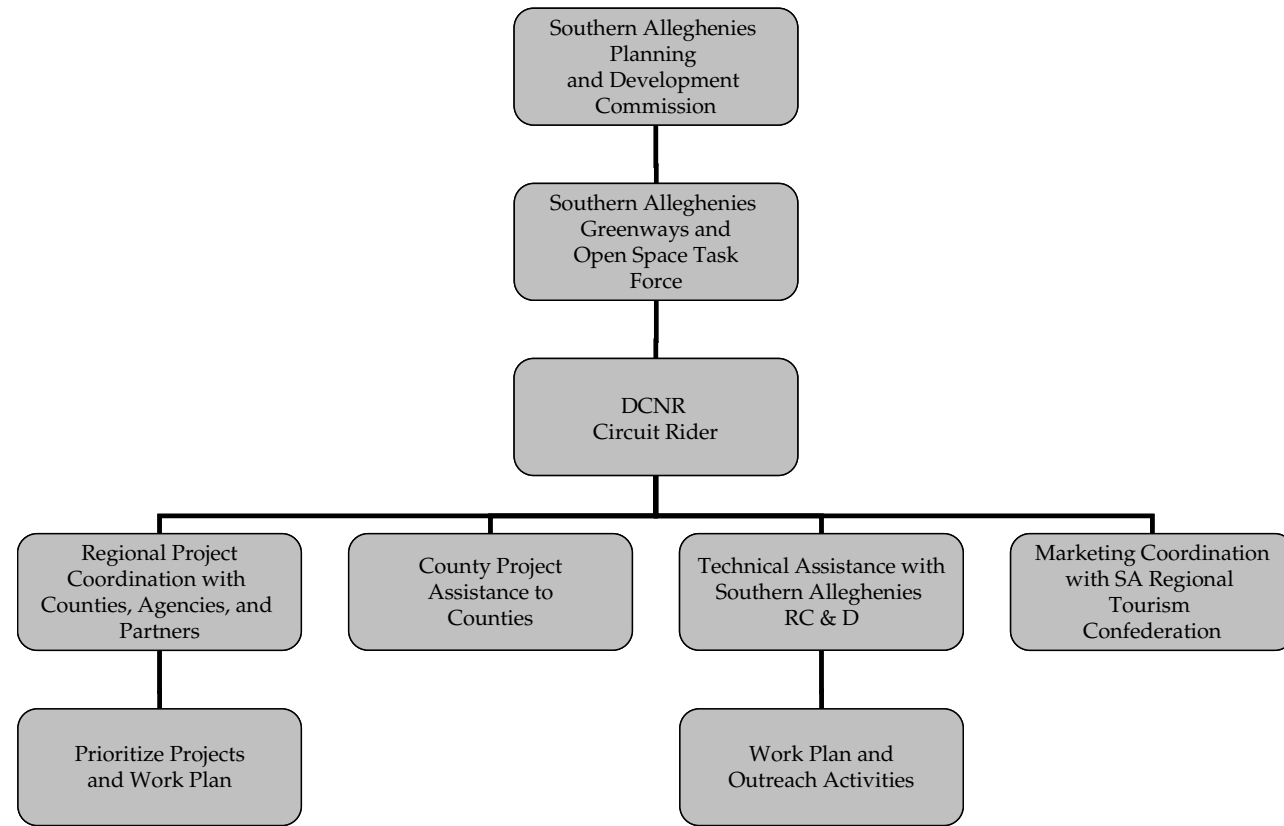 Southern Alleghenies
Planning
and Development
Commission
Southern Alleghenies
Greenways and
Open Space Task
Force
DCNR
Circuit Rider
Regional Project
Coordination with
Counties, Agencies, and
Partners
County Project
Assistance to
Counties
Technical Assistance with
Southern Alleghenies
RC & D
Marketing Coordination
with SA Regional
Tourism
Confederation
Prioritize Projects
and Work Plan
Work Plan and
Outreach Activities